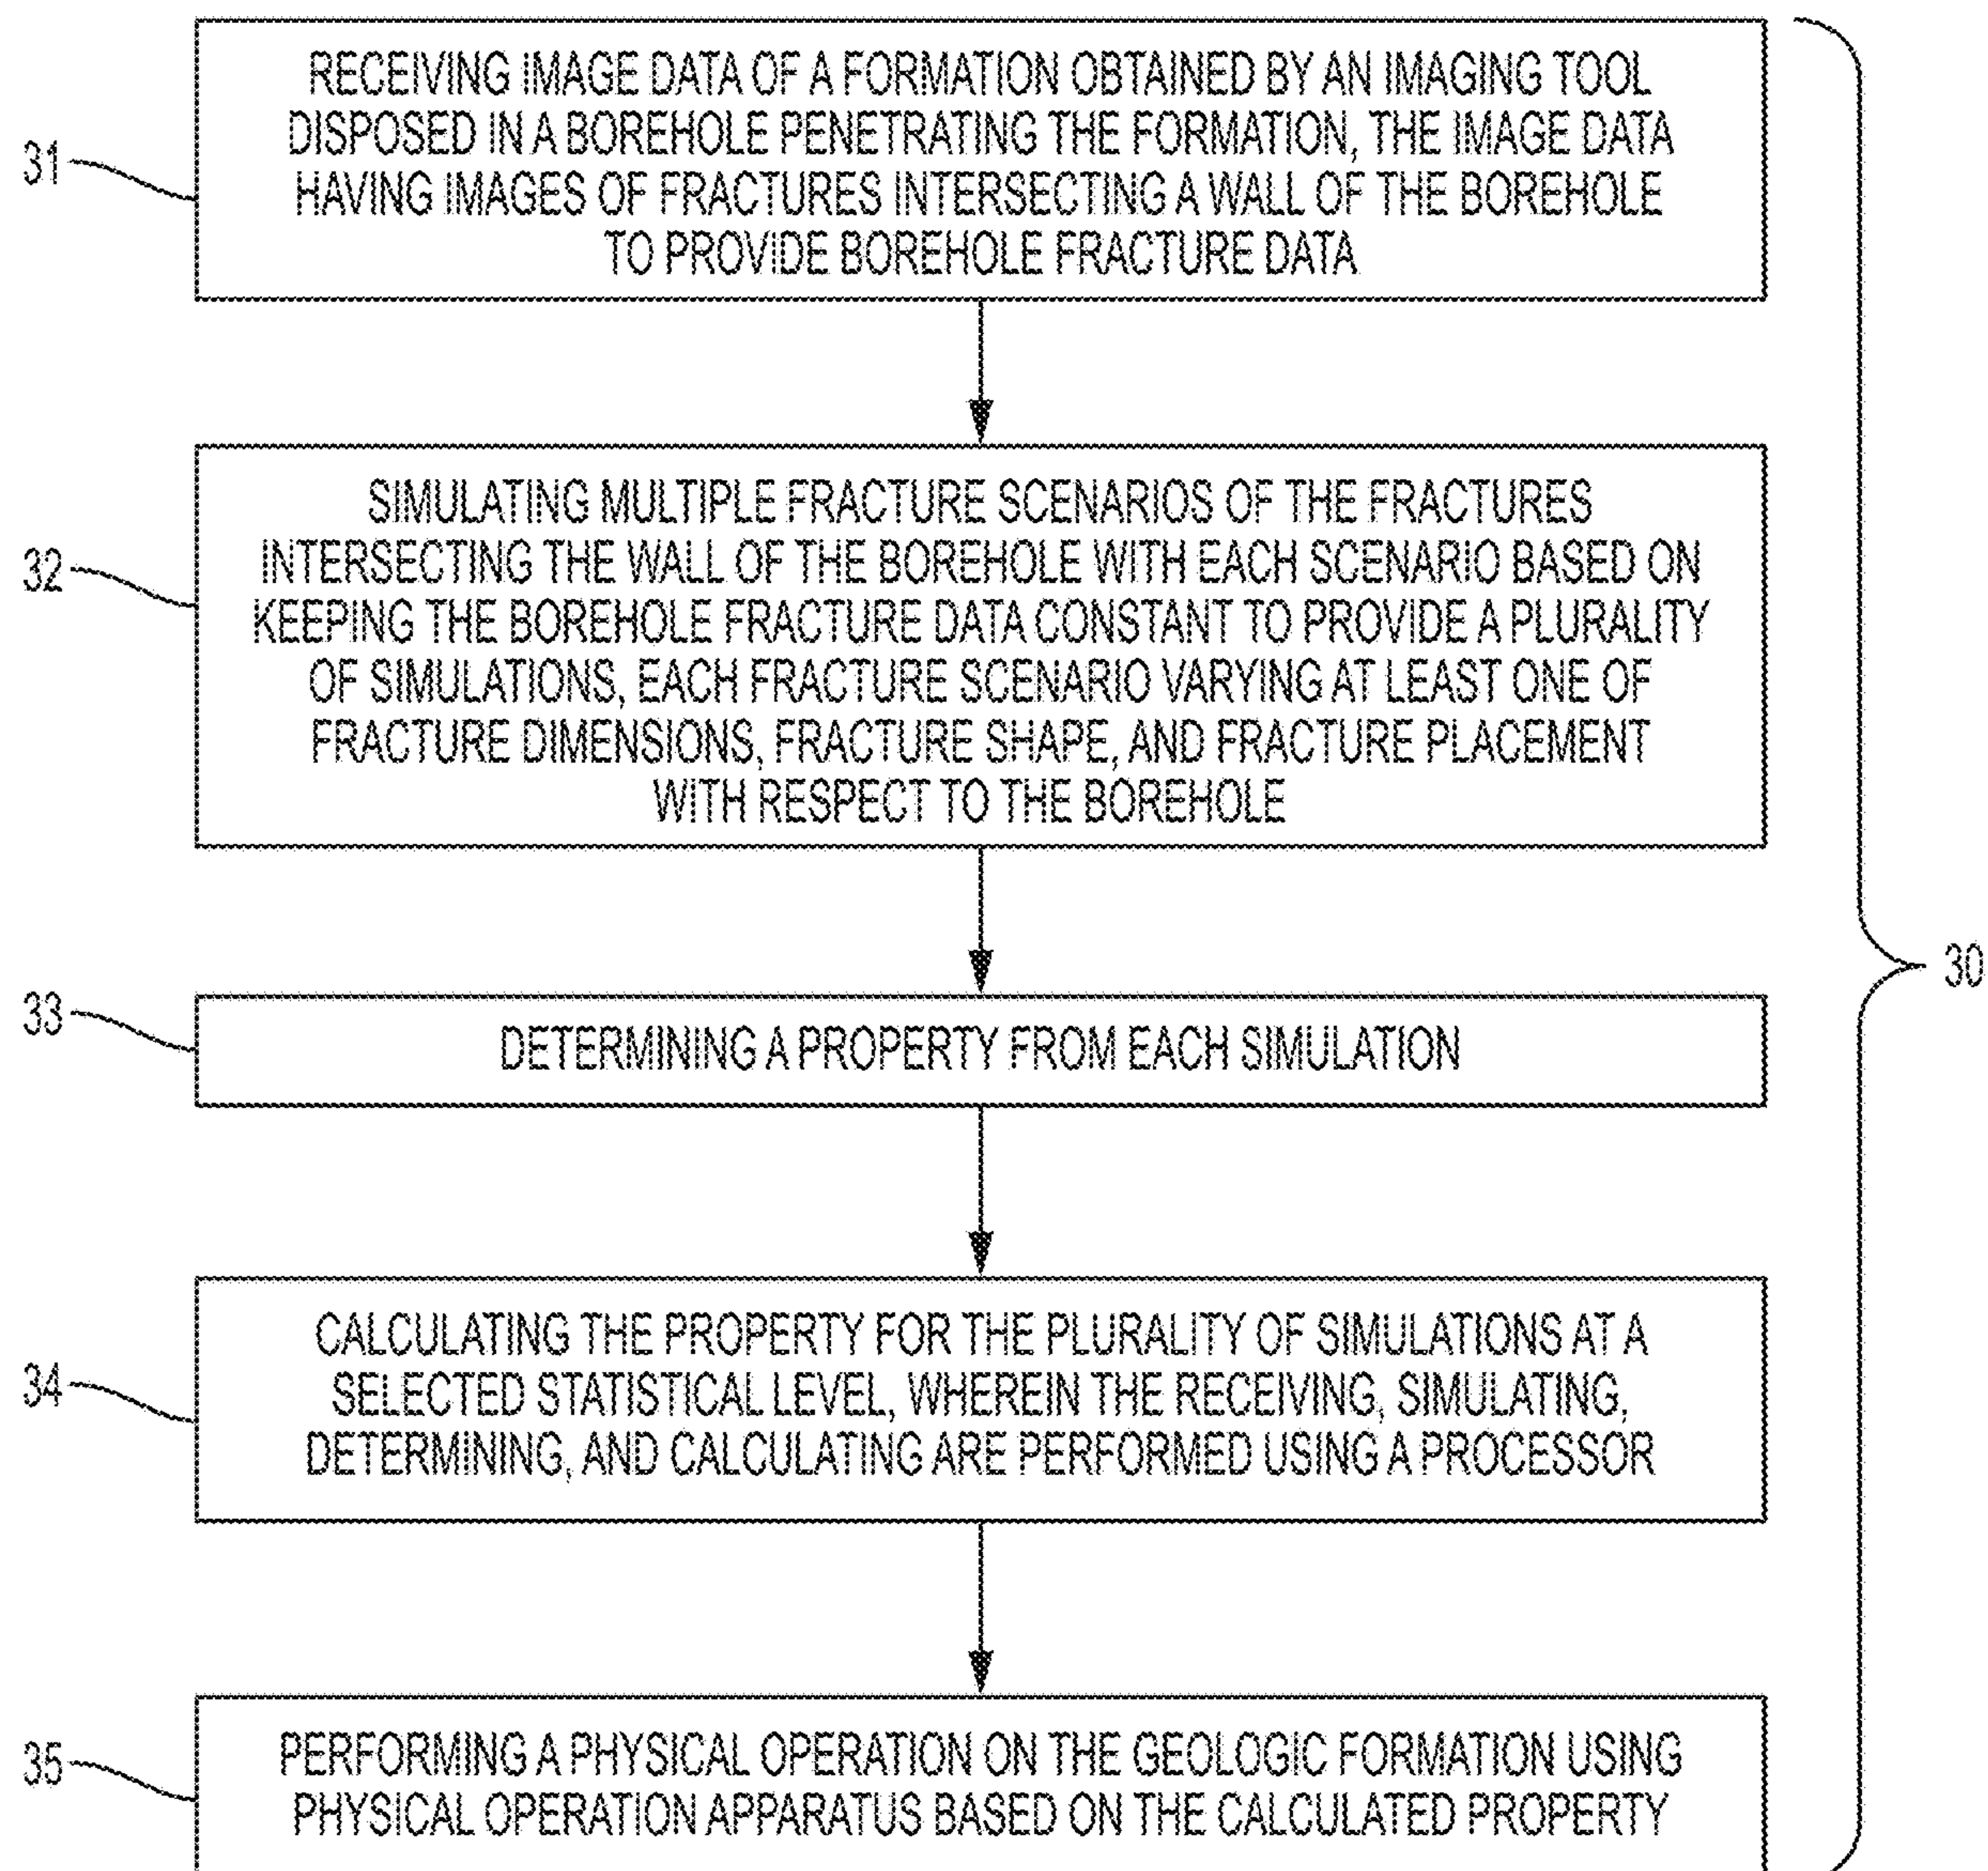 RECEIVING IMAGE DATA OF A FORMATION OBTAINED BY AN IMAGING TOOL
DISPOSED IN A BOREHOLE PENETRATING THE FORMATION, THE IMAGE DATA
HAVING IMAGES OF FRACTURES INTERSECTING A WALL OF THE BOREHOLE
TO PROVIDE BOREHOLE FRACTURE DATA
31
SIMULATING MULTIPLE FRACTURE SCENARIOS OF THE FRACTURES
INTERSECTING THE WALL OF THE BOREHOLE WITH EACH SCENARIO BASED ON
KEEPING THE BOREHOLE FRACTURE DATA CONSTANT TO PROVIDE A PLURALITY
OF SIMULATIONS, EACH FRACTURE SCENARIO VARYING AT LEAST ONE OF
FRACTURE DIMENSIONS, FRACTURE SHAPE, AND FRACTURE PLACEMENT
WITH RESPECT TO THE BOREHOLE
32
30
DETERMINING A PROPERTY FROM EACH SIMULATION
33
CALCULATING THE PROPERTY FOR THE PLURALITY OF SIMULATIONS AT A
SELECTED STATISTICAL LEVEL, WHEREIN THE RECEIVING, SIMULATING,
DETERMINING, AND CALCULATING ARE PERFORMED USING A PROCESSOR
34
PERFORMING A PHYSICAL OPERATION ON THE GEOLOGIC FORMATION USING
PHYSICAL OPERATION APPARATUS BASED ON THE CALCULATED PROPERTY
35